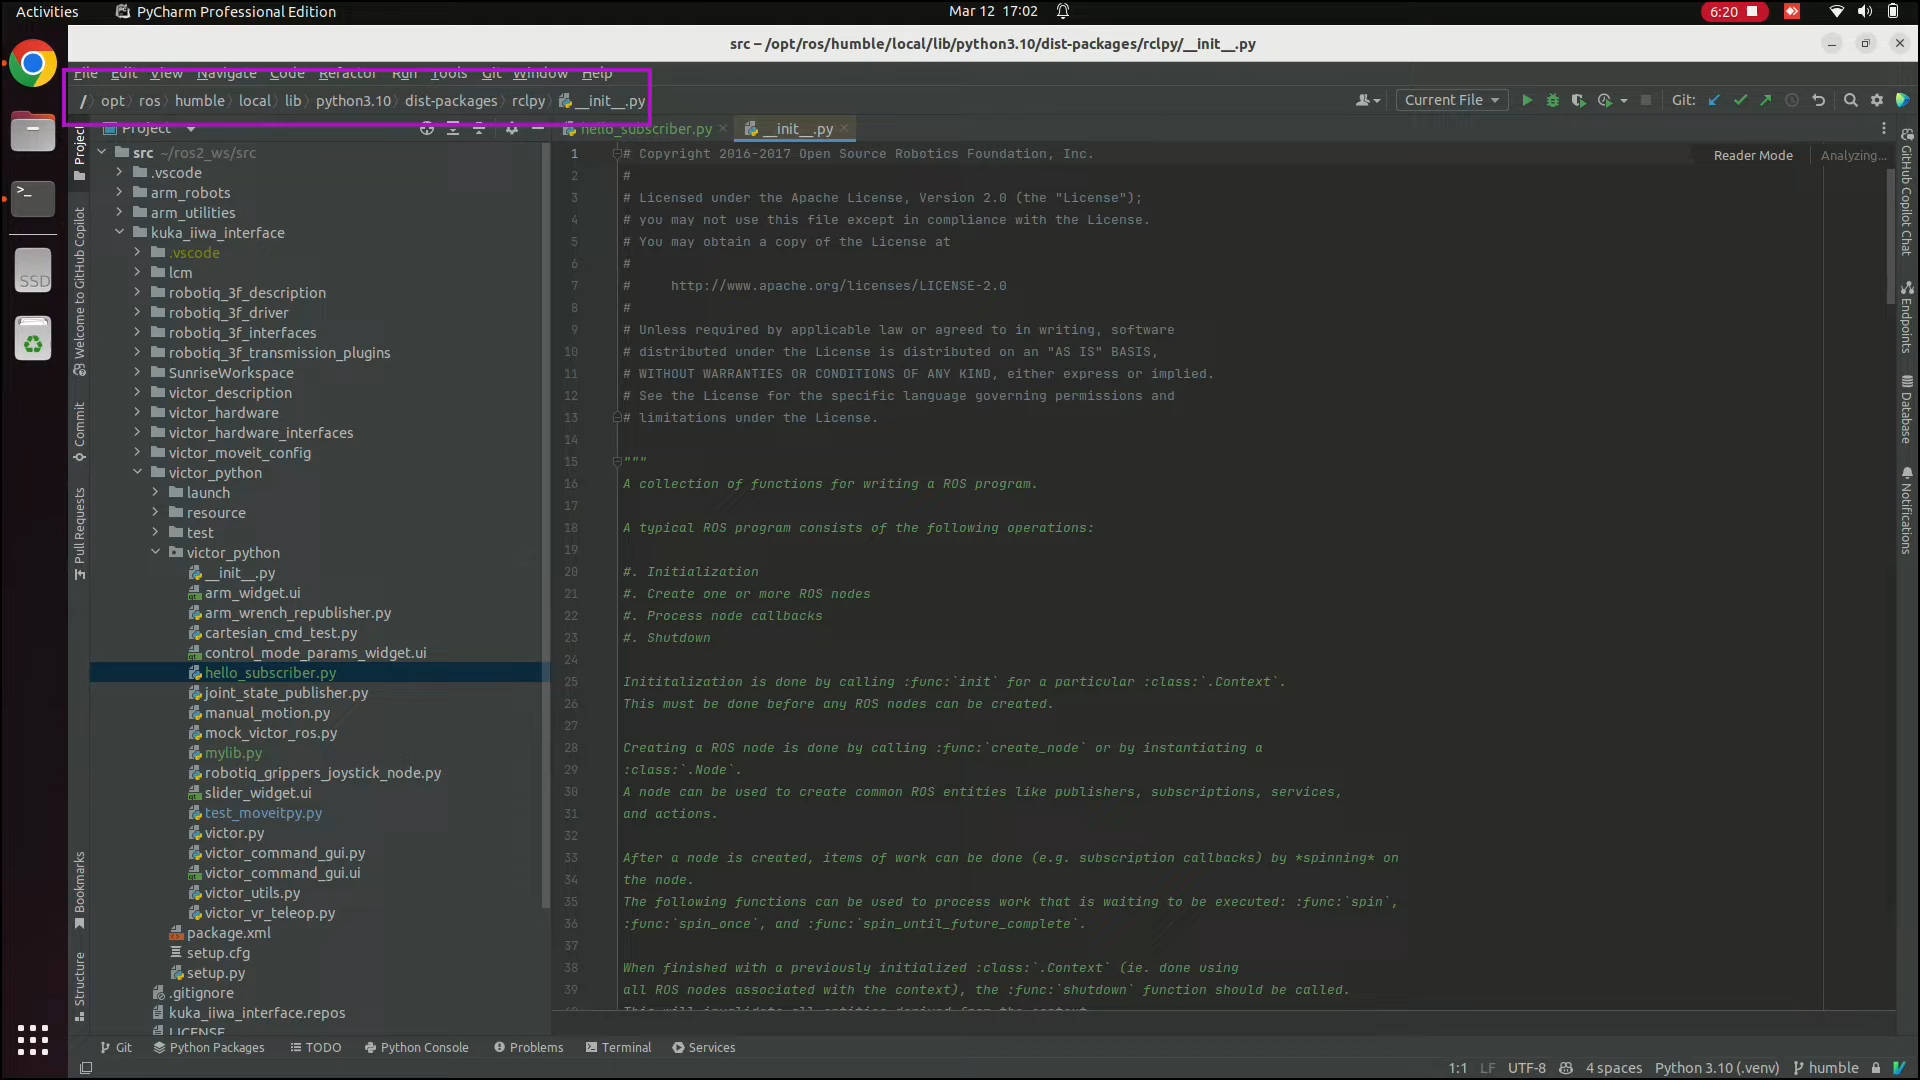 Activities
PyCharm Professional Edition
Mar 12 17:02
6:20
src – /opt/ros/humble/local/lib/python3.10/dist-packages/rclpy/__init__.py
File Edit View Navigate Code Refactor Run Tools Git Window Help
/ opt ros humble local lib python3.10 dist-packages rclpy __init__.py
Current File
Git:
Project
hello_subscriber.py
__init__.py
src ~/ros2_ws/src
.vscode
arm_robots
arm_utilities
kuka_iiwa_interface
.vscode
lcm
robotiq_3f_description
robotiq_3f_driver
robotiq_3f_interfaces
robotiq_3f_transmission_plugins
SunriseWorkspace
victor_description
victor_hardware
victor_hardware_interfaces
victor_moveit_config
victor_python
launch
resource
test
victor_python
__init__.py
arm_widget.ui
arm_wrench_republisher.py
cartesian_cmd_test.py
control_mode_params_widget.ui
hello_subscriber.py
joint_state_publisher.py
manual_motion.py
mock_victor_ros.py
mylib.py
robotiq_grippers_joystick_node.py
slider_widget.ui
test_moveitpy.py
victor.py
victor_command_gui.py
victor_command_gui.ui
victor_utils.py
victor_vr_teleop.py
package.xml
setup.cfg
setup.py
.gitignore
kuka_iiwa_interface.repos
LICENSE
Project
Welcome to GitHub Copilot
Commit
Pull Requests
Bookmarks
Structure
SSD
Reader Mode
Analyzing...
1 # Copyright 2016-2017 Open Source Robotics Foundation, Inc.
2 #
3 # Licensed under the Apache License, Version 2.0 (the "License");
4 # you may not use this file except in compliance with the License.
5 # You may obtain a copy of the License at
6 #
7 #     http://www.apache.org/licenses/LICENSE-2.0
8 #
9 # Unless required by applicable law or agreed to in writing, software
10 # distributed under the License is distributed on an "AS IS" BASIS,
11 # WITHOUT WARRANTIES OR CONDITIONS OF ANY KIND, either express or implied.
12 # See the License for the specific language governing permissions and
13 # limitations under the License.
14
15 """
16 A collection of functions for writing a ROS program.
17
18 A typical ROS program consists of the following operations:
19
20 #. Initialization
21 #. Create one or more ROS nodes
22 #. Process node callbacks
23 #. Shutdown
24
25 Inititalization is done by calling :func:`init` for a particular :class:`.Context`.
26 This must be done before any ROS nodes can be created.
27
28 Creating a ROS node is done by calling :func:`create_node` or by instantiating a
29 :class:`.Node`.
30 A node can be used to create common ROS entities like publishers, subscriptions, services,
31 and actions.
32
33 After a node is created, items of work can be done (e.g. subscription callbacks) by *spinning* on
34 the node.
35 The following functions can be used to process work that is waiting to be executed: :func:`spin`,
36 :func:`spin_once`, and :func:`spin_until_future_complete`.
37
38 When finished with a previously initialized :class:`.Context` (ie. done using
39 all ROS nodes associated with the context), the :func:`shutdown` function should be called.
40 This will invalidate all entities derived from the context.
GitHub Copilot Chat
Endpoints
Database
Notifications
Git
Python Packages
TODO
Python Console
Problems
Terminal
Services
1:1 LF UTF-8 4 spaces Python 3.10 (.venv) humble